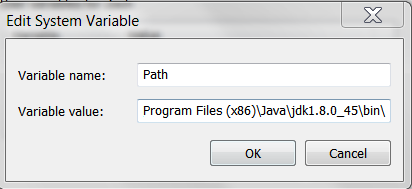 Edit System Variable
Variable name: Path
Variable value: Program Files (x86)\Java\jdk1.8.0_45\bin\
OK Cancel